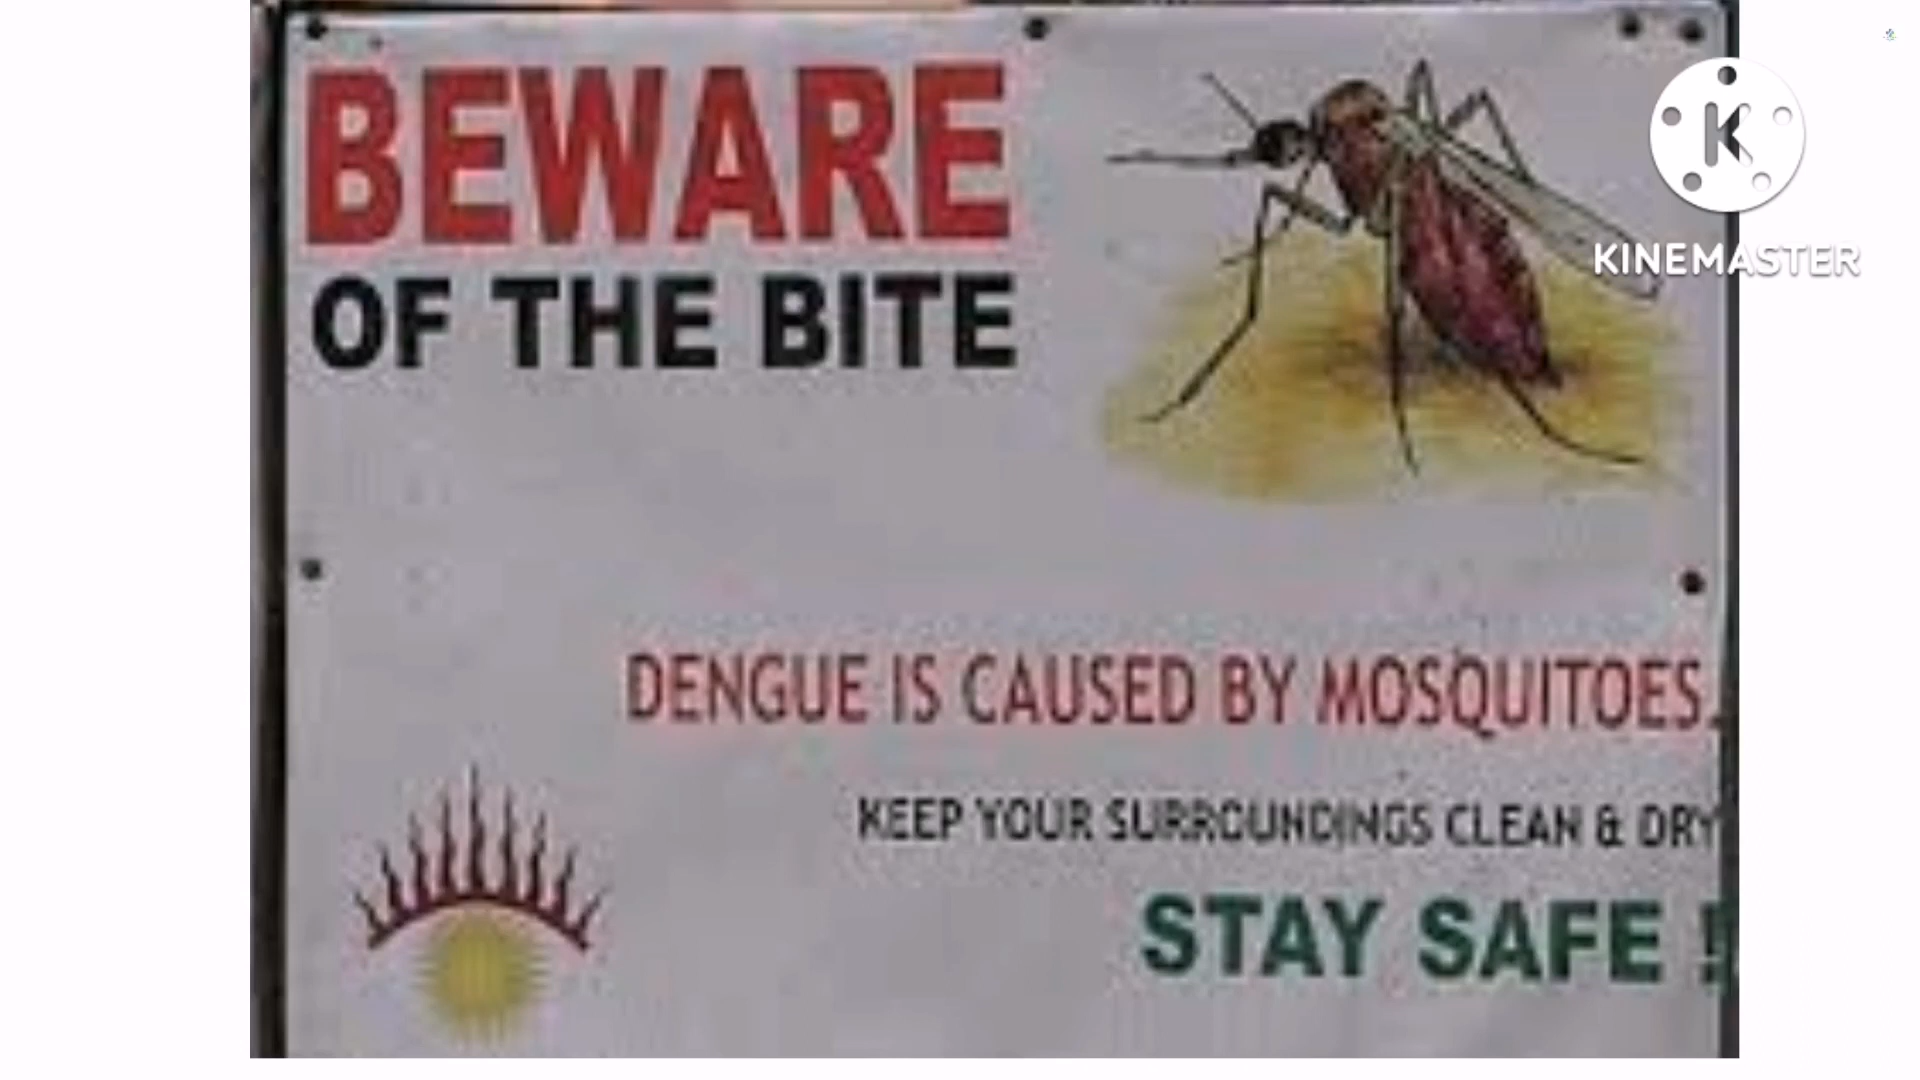 BEWARE
OF THE BITE
K
KINEMASTER
DENGUE IS CAUSED BY MOSQUITOES.
KEEP YOUR SURROUNDINGS CLEAN & DRY
STAY SAFE !